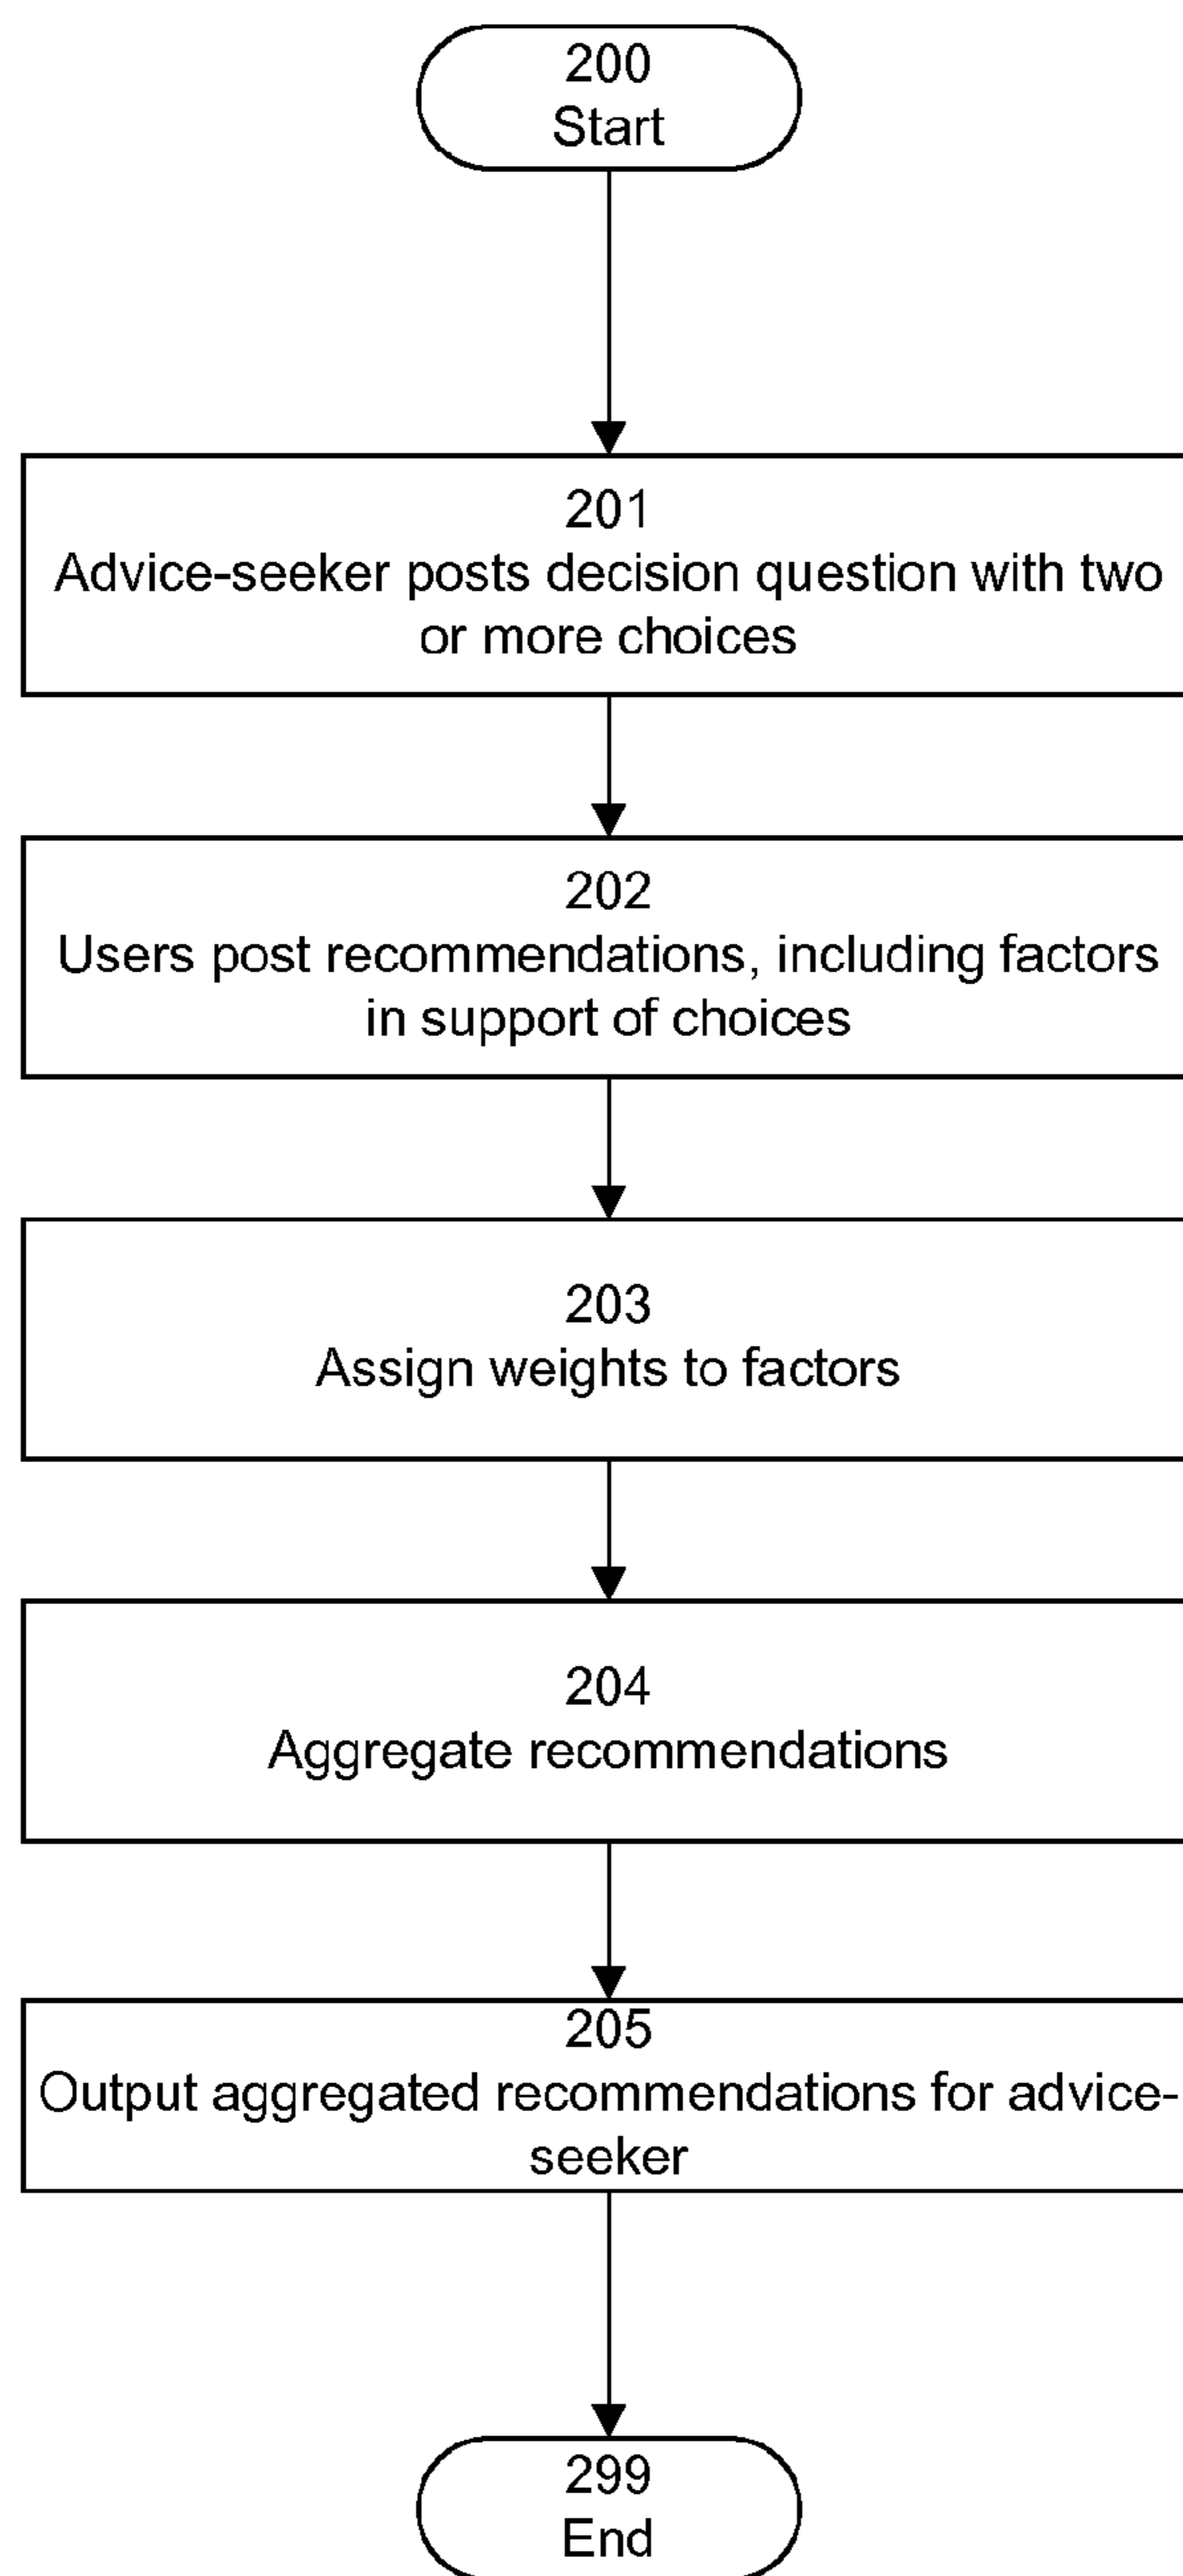 200
Start
201
Advice-seeker posts decision question with two
or more choices
202
Users post recommendations, including factors
in support of choices
203
Assign weights to factors
204
Aggregate recommendations
205
Output aggregated recommendations for advice-
seeker
299
End